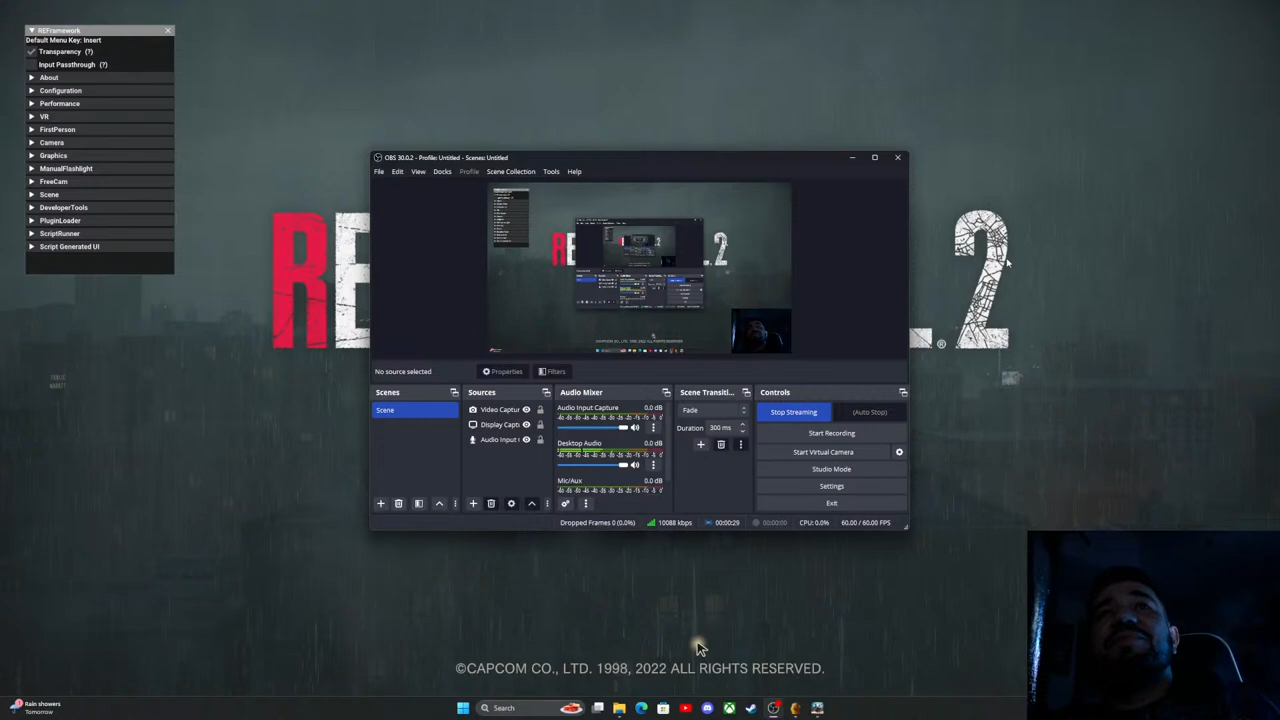 REFramework
Default Menu Key: Insert
Transparency (?)
Input Passthrough (?)
About
Configuration
Performance
VR
FirstPerson
Camera
Graphics
ManualFlashlight
FreeCam
Scene
DeveloperTools
PluginLoader
ScriptRunner
Script Generated UI
OBS 30.0.2 - Profile: Untitled - Scenes: Untitled
File Edit View Docks Profile Scene Collection Tools Help
No source selected
Properties
Filters
Scenes
Scene
Sources
Video Captur
Display Captu
Audio Input C
Audio Mixer
Audio Input Capture 0.0 dB
Desktop Audio 0.0 dB
Mic/Aux 0.0 dB
Scene Transiti...
Fade
Duration 300 ms
Controls
Stop Streaming (Auto Stop)
Start Recording
Start Virtual Camera
Studio Mode
Settings
Exit
Dropped Frames 0 (0.0%) 10088 kbps 00:00:29 00:00:00 CPU: 0.0% 60.00 / 60.00 FPS
RE .2
©CAPCOM CO., LTD. 1998, 2022 ALL RIGHTS RESERVED.
Rain showers
Tomorrow
Search